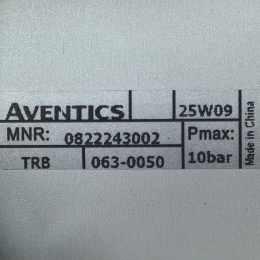 AVENTICS 25W09
MNR: 0822243002 Pmax:
TRB 063-0050 10bar
Made in China